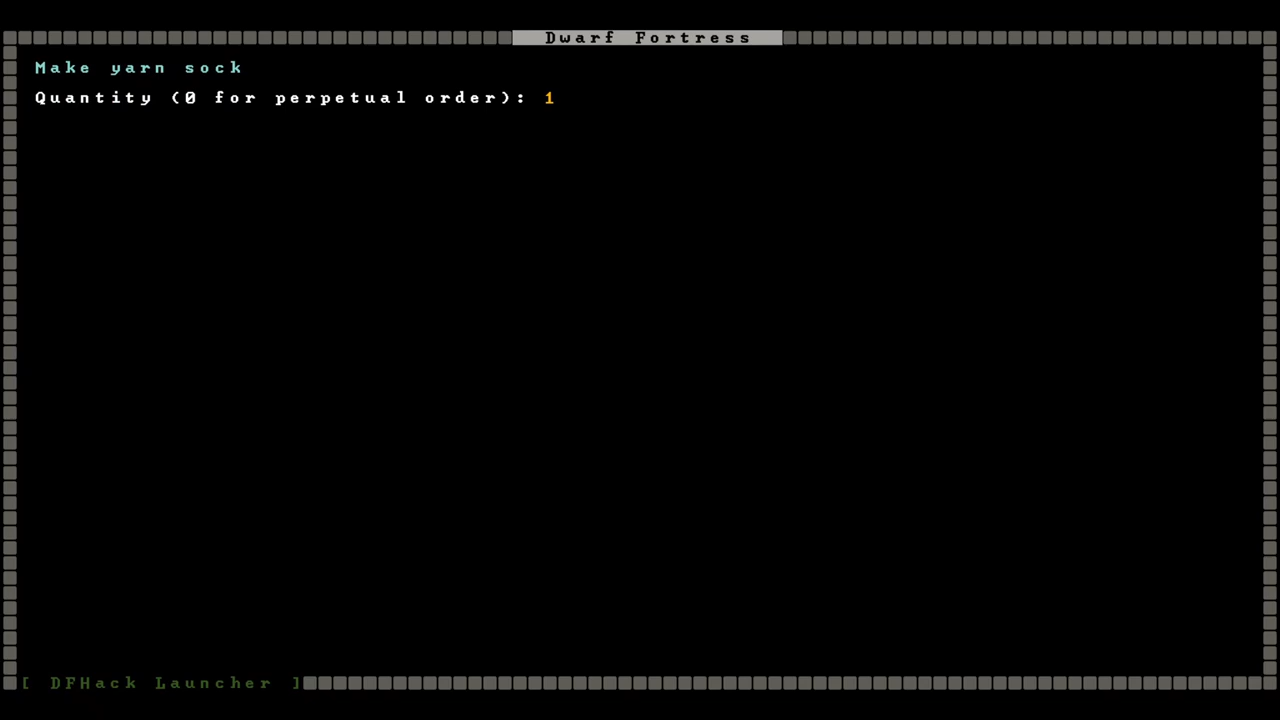 Dwarf Fortress
Make yarn sock
Quantity (0 for perpetual order): 1
[ DFHack Launcher ]